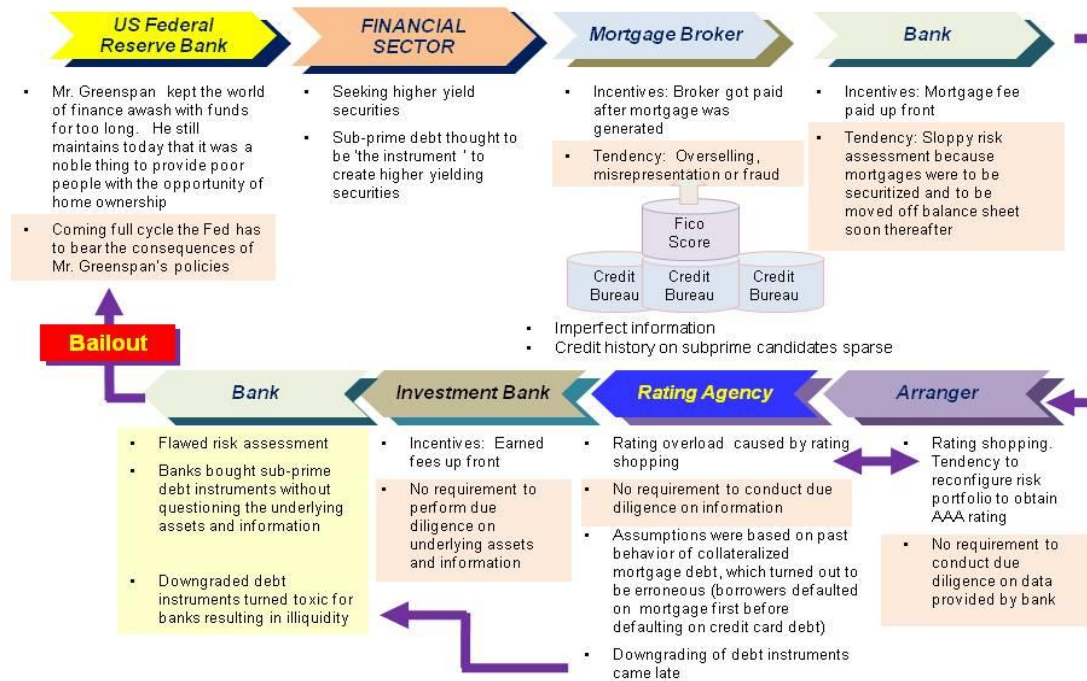 US Federal
Reserve Bank
FINANCIAL
SECTOR
Mortgage Broker
Bank
▪ Mr. Greenspan kept the world
of finance awash with funds
for too long. He still
maintains today that it was a
noble thing to provide poor
people with the opportunity of
home ownership
▪ Coming full cycle the Fed has
to bear the consequences of
Mr. Greenspan's policies
▪ Seeking higher yield
securities
▪ Sub-prime debt thought to
be 'the instrument ' to
create higher yielding
securities
▪ Incentives: Broker got paid
after mortgage was
generated
▪ Tendency: Overselling,
misrepresentation or fraud
Fico
Score
Credit
Bureau
Credit
Bureau
Credit
Bureau
▪ Imperfect information
▪ Credit history on subprime candidates sparse
▪ Incentives: Mortgage fee
paid up front
▪ Tendency: Sloppy risk
assessment because
mortgages were to be
securitized and to be
moved off balance sheet
soon thereafter
Bailout
Bank
Investment Bank
Rating Agency
Arranger
▪ Flawed risk assessment
▪ Banks bought sub-prime
debt instruments without
questioning the underlying
assets and information
▪ Downgraded debt
instruments turned toxic for
banks resulting in illiquidity
▪ Incentives: Earned
fees up front
▪ No requirement to
perform due
diligence on
underlying assets
and information
▪ Rating overload caused by rating
shopping
▪ No requirement to conduct due
diligence on information
▪ Assumptions were based on past
behavior of collateralized
mortgage debt, which turned out to
be erroneous (borrowers defaulted
on mortgage first before
defaulting on credit card debt)
▪ Downgrading of debt instruments
came late
▪ Rating shopping.
Tendency to
reconfigure risk
portfolio to obtain
AAA rating
▪ No requirement to
conduct due
diligence on data
provided by bank